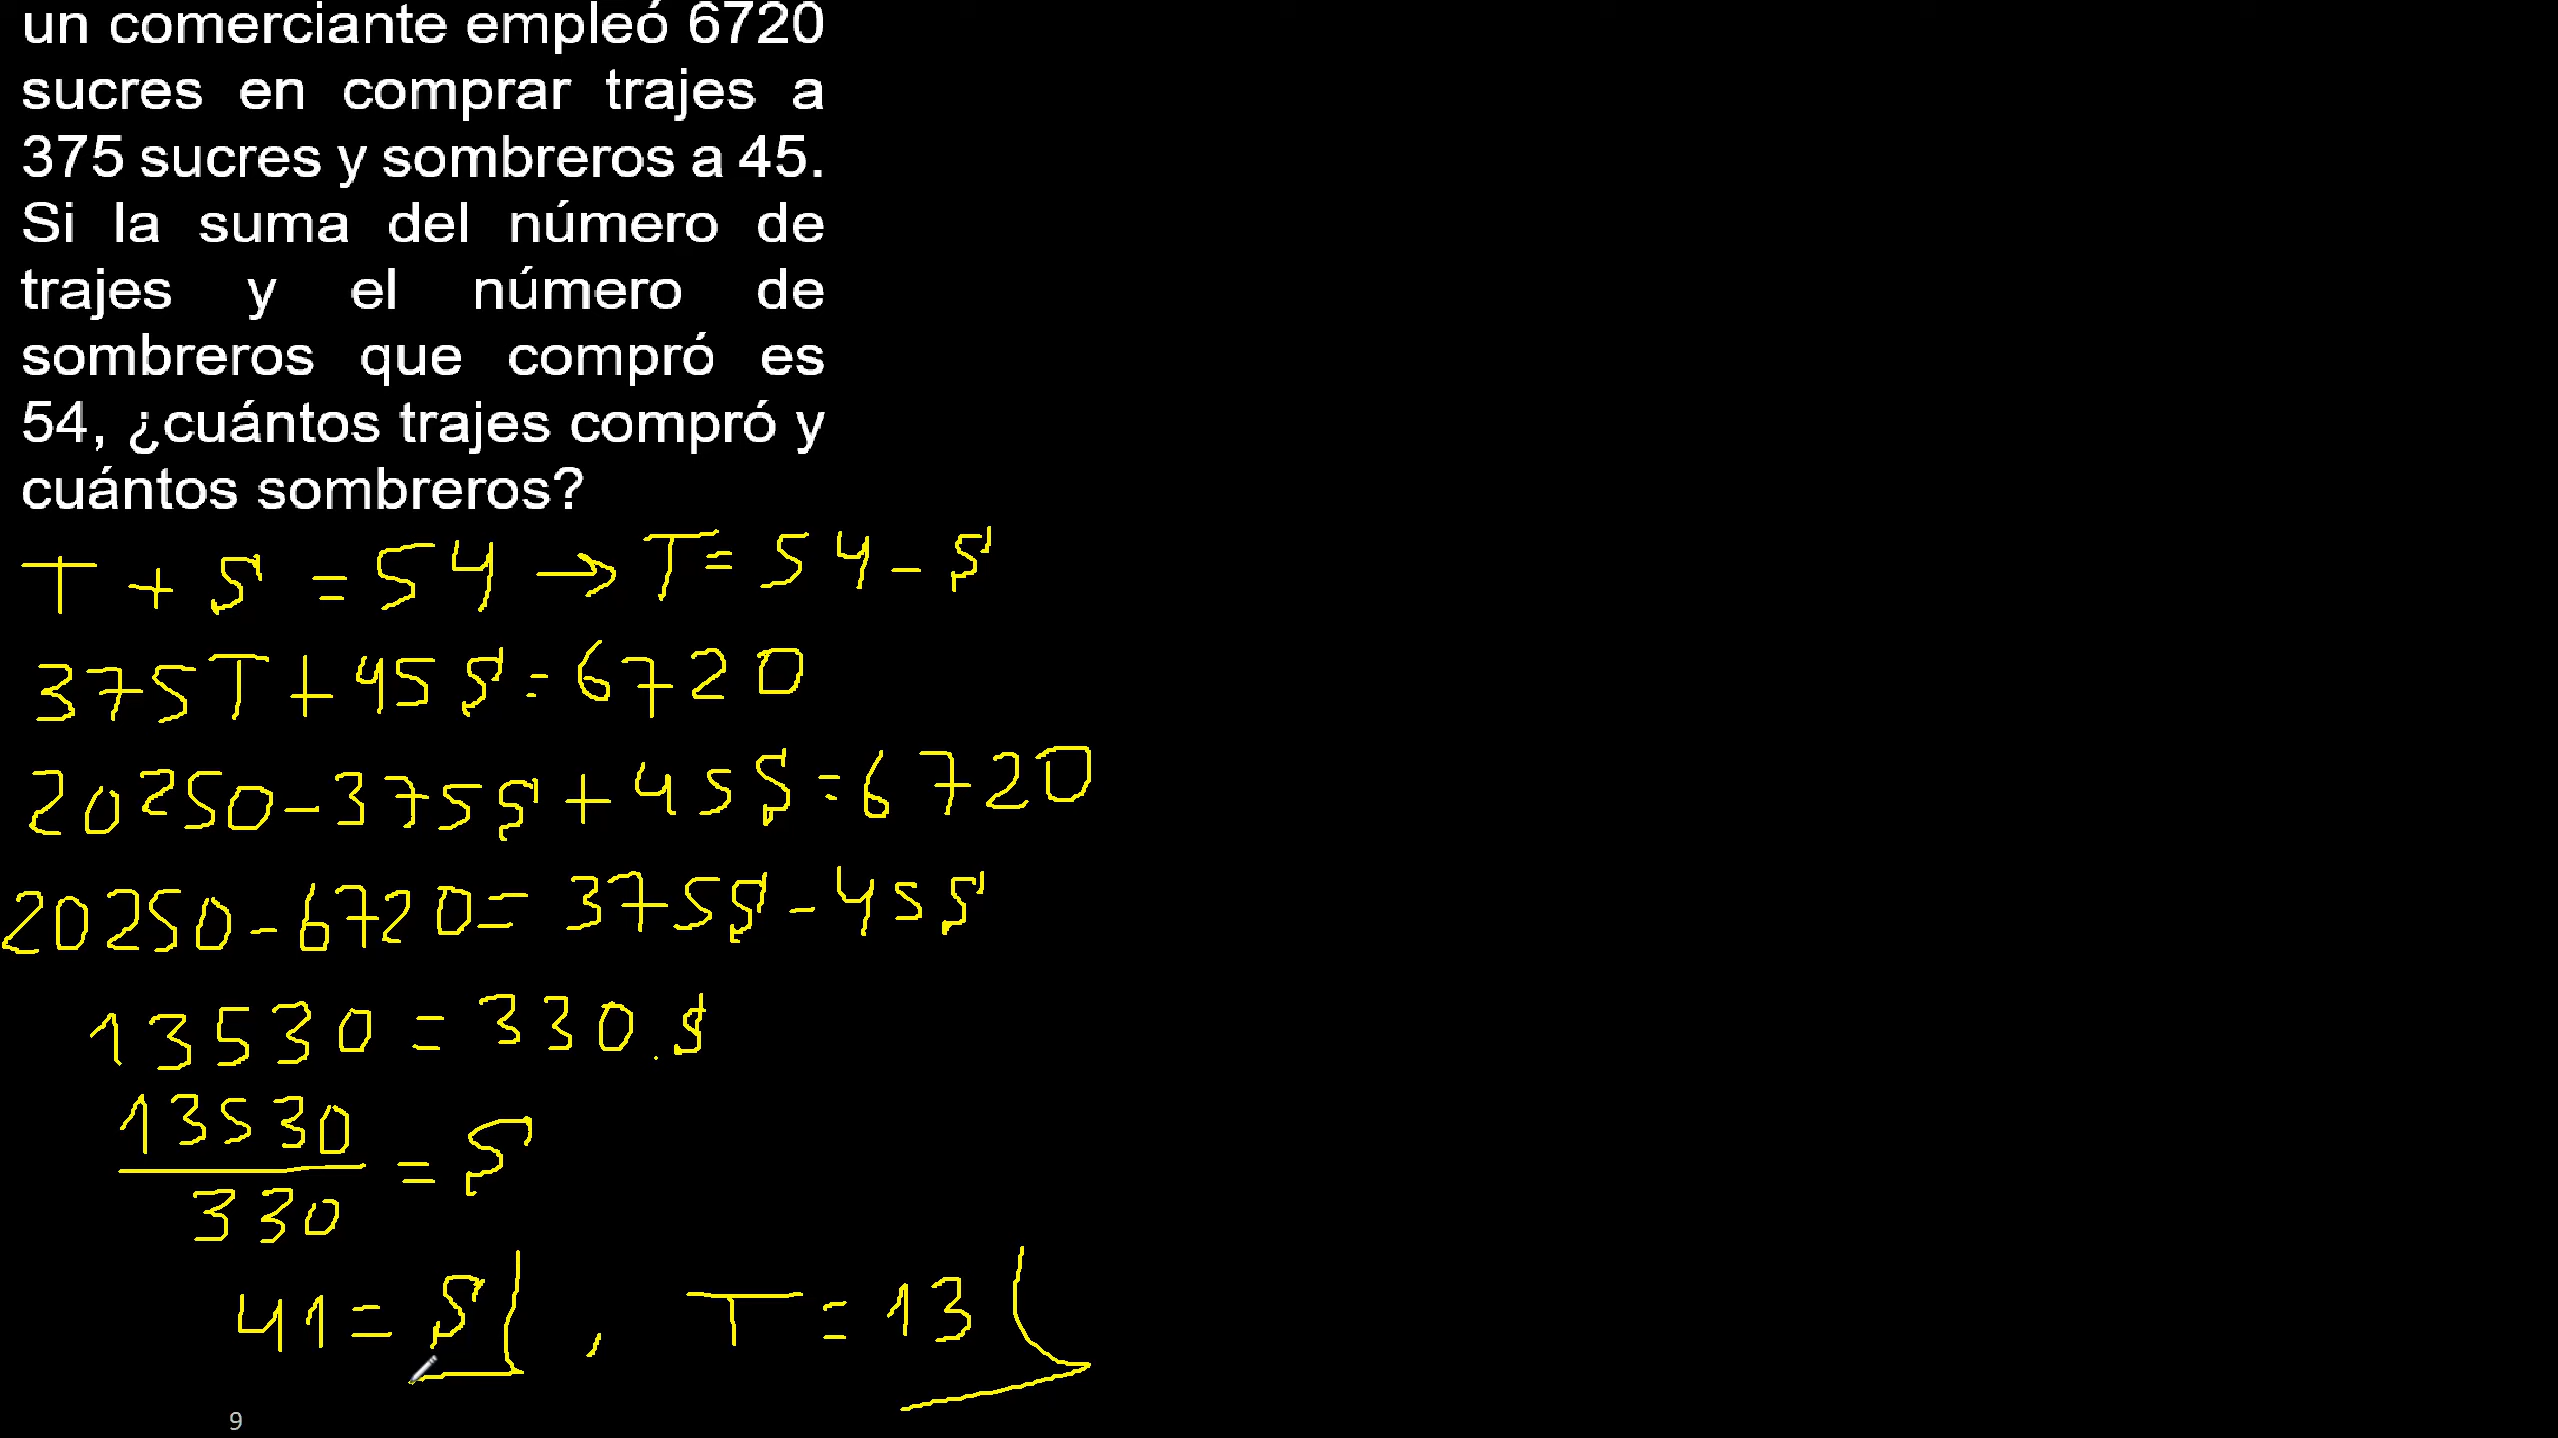 un comerciante empleó 6720
sucres en comprar trajes a
375 sucres y sombreros a 45.
Si la suma del número de
trajes y el número de
sombreros que compró es
54, ¿cuántos trajes compró y
cuántos sombreros?
T + S = 54 → T = 54 - S
375T + 45S = 6720
20250 - 375S + 45S = 6720
20250 - 6720 = 375S - 45S
13530 = 330.S
13530
330
= S
41 = S , T = 13
9